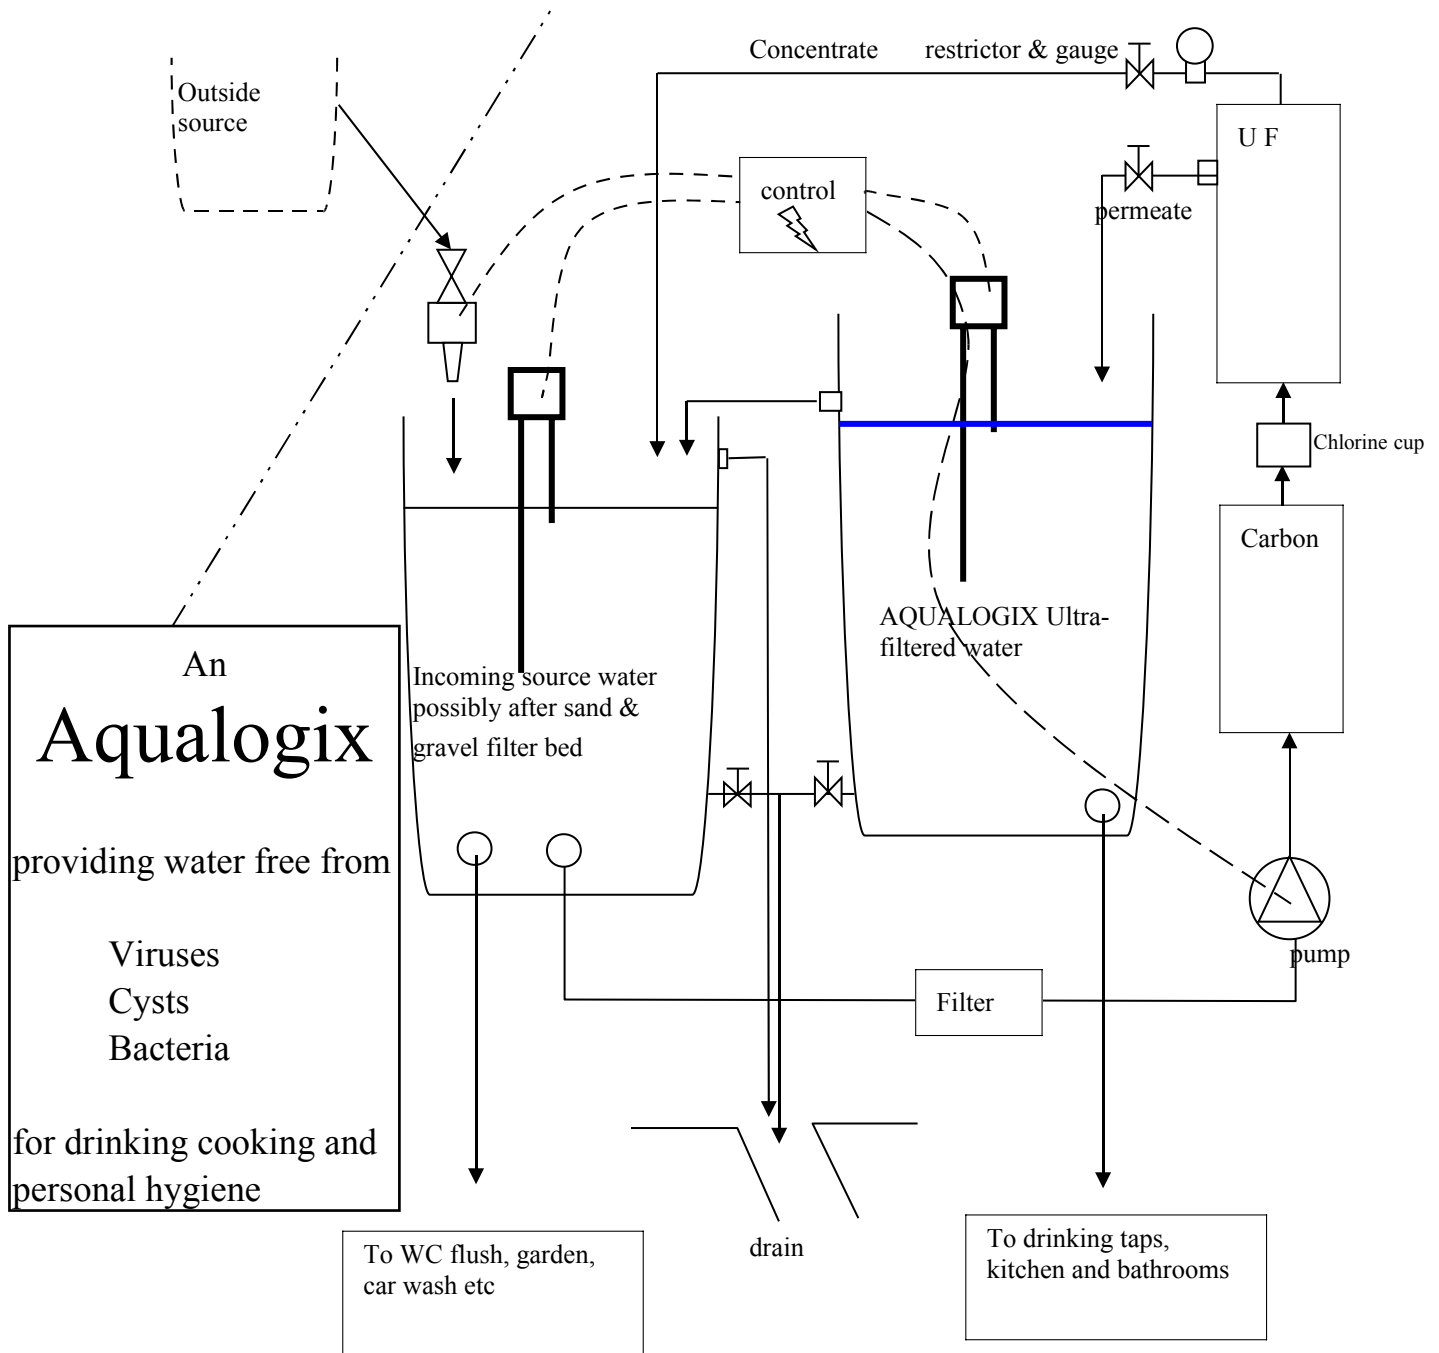 Concentrate restrictor & gauge
Outside
source
U F
control
permeate
Chlorine cup
Carbon
AQUALOGIX Ultra-
filtered water
Incoming source water
possibly after sand &
gravel filter bed
An
Aqualogix
providing water free from
Viruses
Cysts
Bacteria
for drinking cooking and
personal hygiene
pump
Filter
drain
To WC flush, garden,
car wash etc
To drinking taps,
kitchen and bathrooms